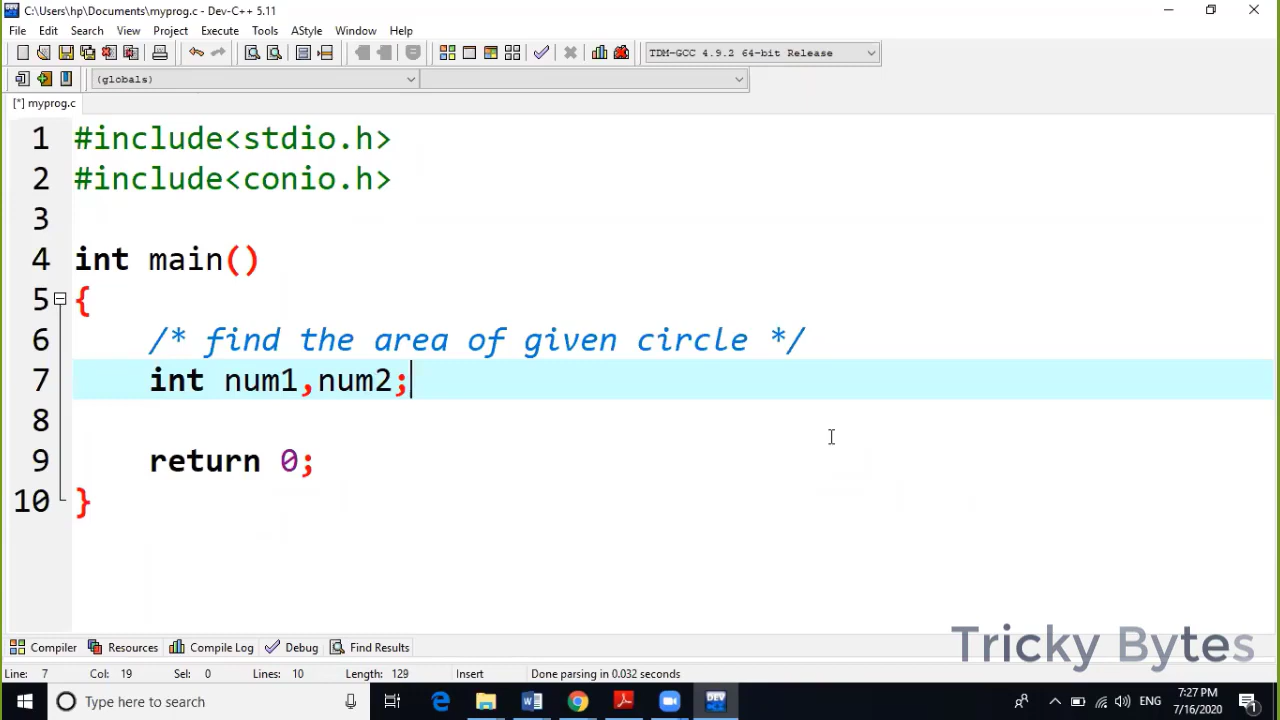 C:\Users\hp\Documents\myprog.c - Dev-C++ 5.11
File Edit Search View Project Execute Tools AStyle Window Help
TDM-GCC 4.9.2 64-bit Release
(globals)
[*] myprog.c
1 #include<stdio.h>
2 #include<conio.h>
3
4 int main()
5 {
6 /* find the area of given circle */
7 int num1,num2;
8
9 return 0;
10 }
Tricky Bytes
Compiler Resources Compile Log Debug Find Results
Line: 7 Col: 19 Sel: 0 Lines: 10 Length: 129 Insert Done parsing in 0.032 seconds
Type here to search
ENG
7:27 PM
7/16/2020
1